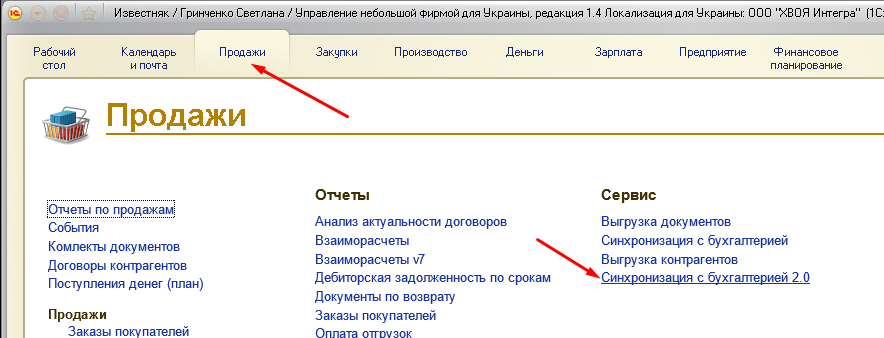 Известняк / Гринченко Светлана / Управление небольшой фирмой для Украины, редакция 1.4 Локализация для Украины: ООО "ХВОЯ Интегра" (1С
Рабочий стол
Календарь и почта
Продажи
Закупки
Производство
Деньги
Зарплата
Предприятие
Финансовое планирование
Продажи
Отчеты по продажам
События
Комлекты документов
Договоры контрагентов
Поступления денег (план)
Продажи
Заказы покупателей
Отчеты
Анализ актуальности договоров
Взаиморасчеты
Взаиморасчеты v7
Дебиторская задолженность по срокам
Документы по возврату
Заказы покупателей
Оплата отгрузок
Сервис
Выгрузка документов
Синхронизация с бухгалтерией
Выгрузка контрагентов
Синхронизация с бухгалтерией 2.0